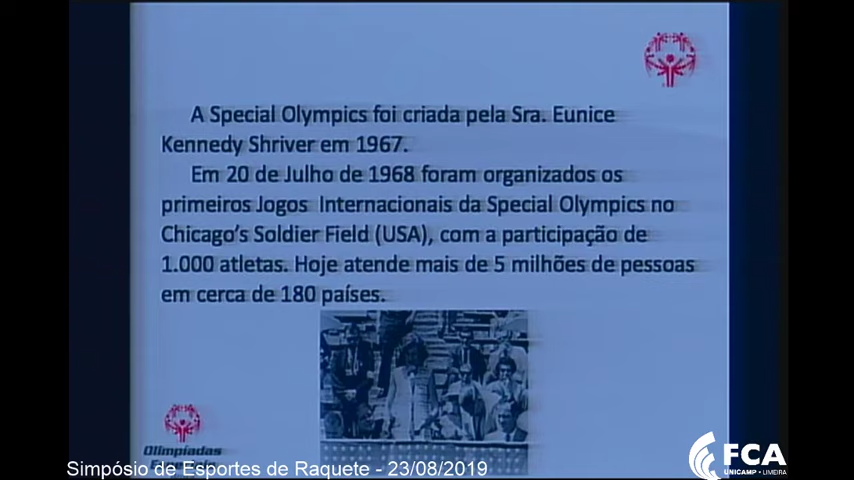 A Special Olympics foi criada pela Sra. Eunice
Kennedy Shriver em 1967.
Em 20 de Julho de 1968 foram organizados os
primeiros Jogos Internacionais da Special Olympics no
Chicago's Soldier Field (USA), com a participação de
1.000 atletas. Hoje atende mais de 5 milhões de pessoas
em cerca de 180 países.
Olimpíadas
Simpósio de Esportes de Raquete - 23/08/2019
FCA
UNICAMP • LIMEIRA